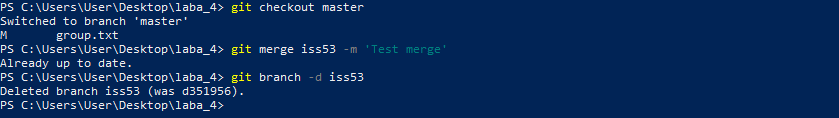 PS C:\Users\User\Desktop\laba_4> git checkout master
Switched to branch 'master'
M       group.txt
PS C:\Users\User\Desktop\laba_4> git merge iss53 -m 'Test merge'
Already up to date.
PS C:\Users\User\Desktop\laba_4> git branch -d iss53
Deleted branch iss53 (was d351956).
PS C:\Users\User\Desktop\laba_4>